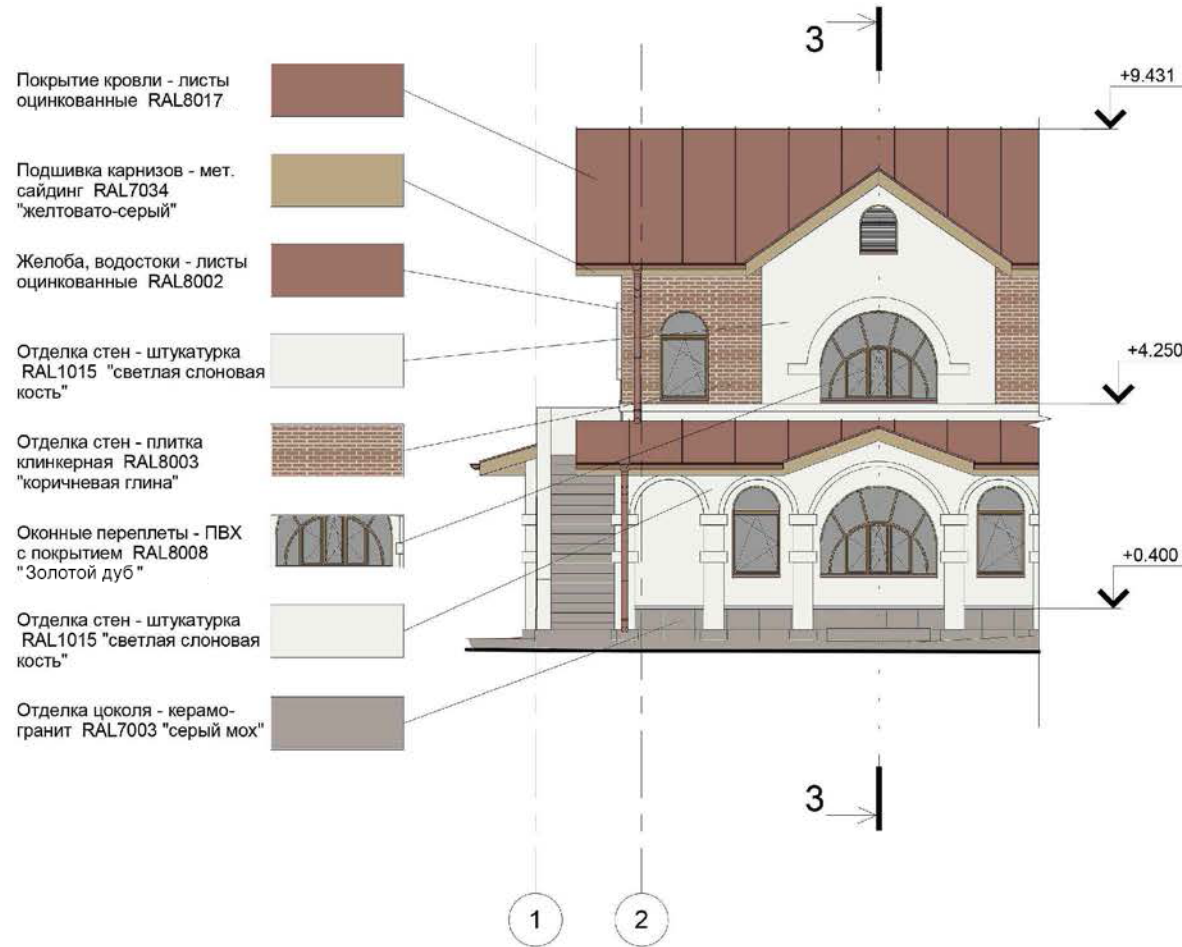 Покрытие кровли - листы
оцинкованные RAL8017
Подшивка карнизов - мет.
сайдинг RAL7034
"желтовато-серый"
Желоба, водостоки - листы
оцинкованные RAL8002
Отделка стен - штукатурка
RAL1015 "светлая слоновая
кость"
Отделка стен - плитка
клинкерная RAL8003
"коричневая глина"
Оконные переплеты - ПВХ
с покрытием RAL8008
"Золотой дуб"
Отделка стен - штукатурка
RAL1015 "светлая слоновая
кость"
Отделка цоколя - керамо-
гранит RAL7003 "серый мох"
3
+9.431
+4.250
+0.400
3
1
2